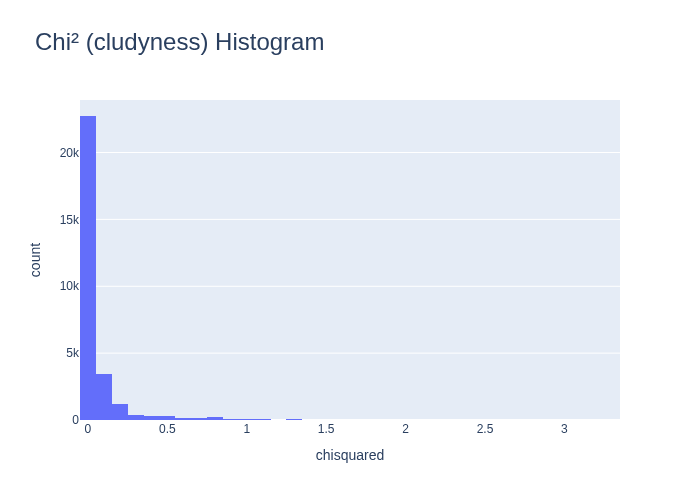 Chi² (cludyness) Histogram
20k
15k
10k
5k
0
count
0 0.5 1 1.5 2 2.5 3
chisquared